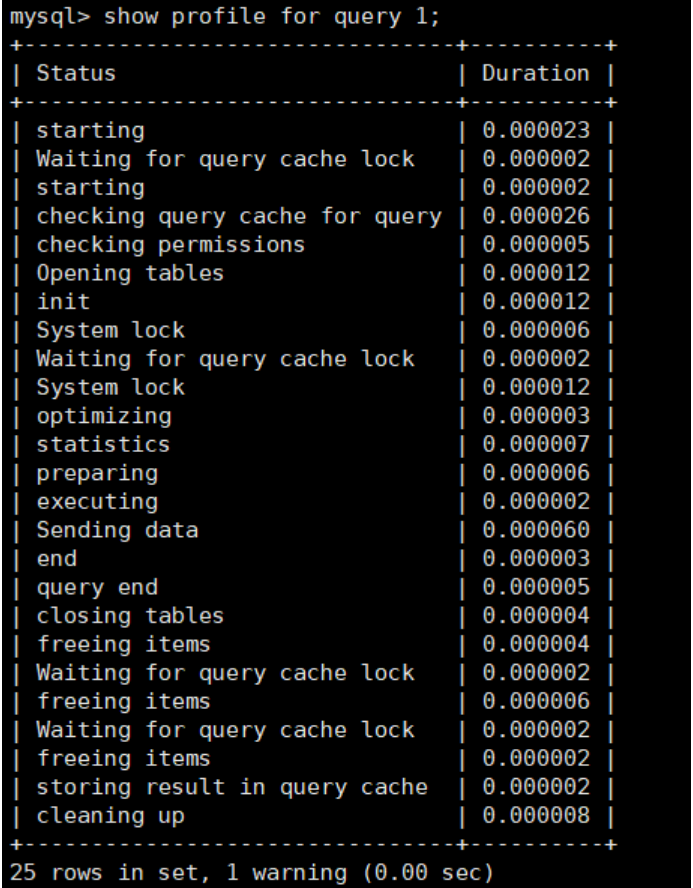 mysql> show profile for query 1;
+--------------------------------+----------+
| Status                         | Duration |
+--------------------------------+----------+
| starting                       | 0.000023 |
| Waiting for query cache lock   | 0.000002 |
| starting                       | 0.000002 |
| checking query cache for query | 0.000026 |
| checking permissions           | 0.000005 |
| Opening tables                 | 0.000012 |
| init                           | 0.000012 |
| System lock                    | 0.000006 |
| Waiting for query cache lock   | 0.000002 |
| System lock                    | 0.000012 |
| optimizing                     | 0.000003 |
| statistics                     | 0.000007 |
| preparing                      | 0.000006 |
| executing                      | 0.000002 |
| Sending data                   | 0.000060 |
| end                            | 0.000003 |
| query end                      | 0.000005 |
| closing tables                 | 0.000004 |
| freeing items                  | 0.000004 |
| Waiting for query cache lock   | 0.000002 |
| freeing items                  | 0.000006 |
| Waiting for query cache lock   | 0.000002 |
| freeing items                  | 0.000002 |
| storing result in query cache  | 0.000002 |
| cleaning up                    | 0.000008 |
+--------------------------------+----------+
25 rows in set, 1 warning (0.00 sec)